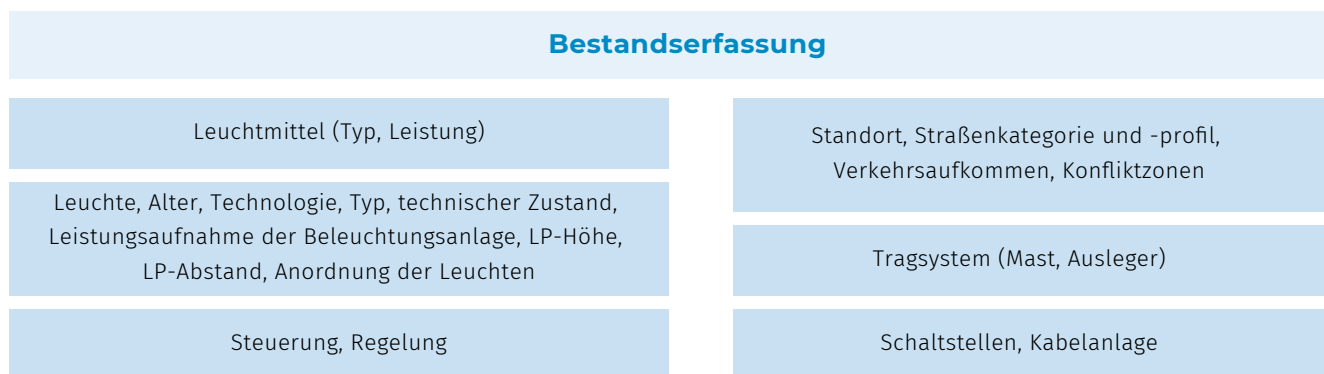 Bestandserfassung
Leuchtmittel (Typ, Leistung)
Leuchte, Alter, Technologie, Typ, technischer Zustand,
Leistungsaufnahme der Beleuchtungsanlage, LP-Höhe,
LP-Abstand, Anordnung der Leuchten
Steuerung, Regelung
Standort, Straßenkategorie und -profil,
Verkehrsaufkommen, Konfliktzonen
Tragsystem (Mast, Ausleger)
Schaltstellen, Kabelanlage